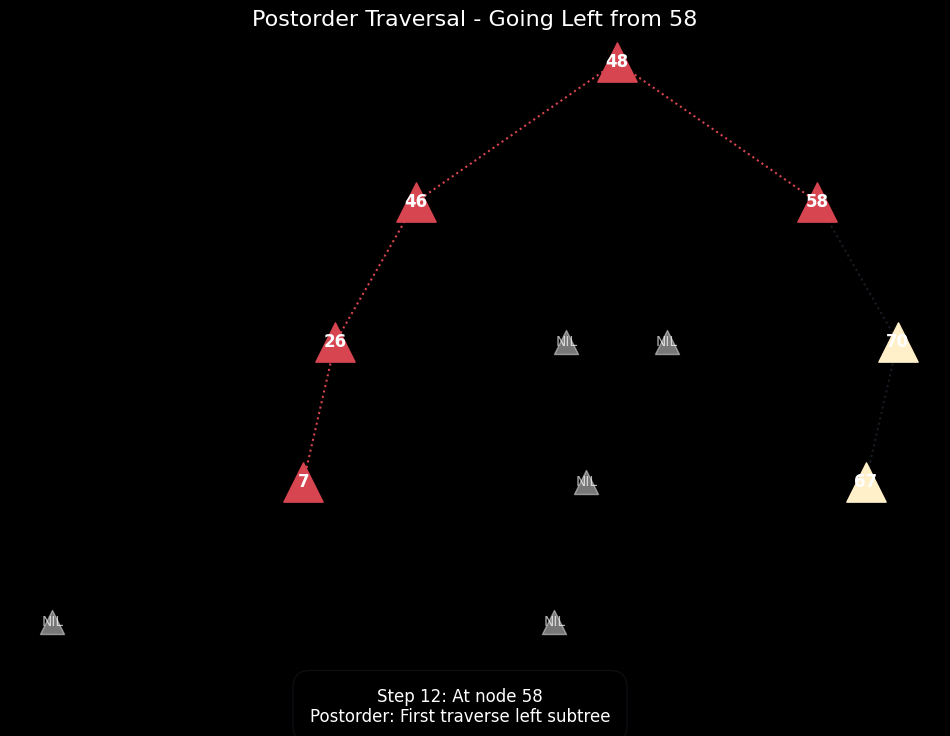 Postorder Traversal - Going Left from 58
48
46
58
26
NIL
NIL
70
7
NIL
67
NIL
NIL
Step 12: At node 58
Postorder: First traverse left subtree